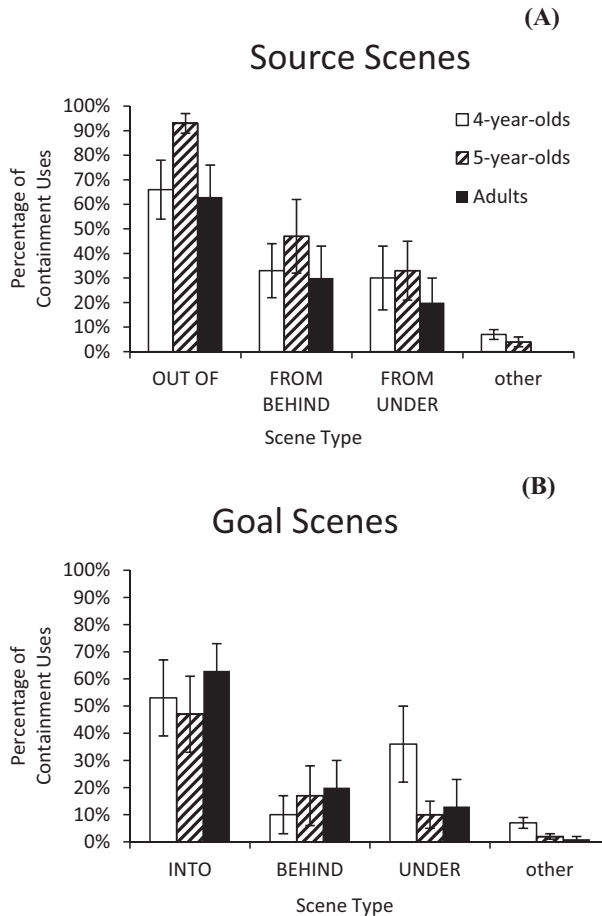 (A)
Source Scenes
100%
90%
80%
70%
60%
50%
40%
30%
20%
10%
0%
Percentage of
Containment Uses
4-year-olds
5-year-olds
Adults
OUT OF
FROM
BEHIND
FROM
UNDER
other
Scene Type
(B)
Goal Scenes
100%
90%
80%
70%
60%
50%
40%
30%
20%
10%
0%
Percentage of
Containment Uses
INTO
BEHIND
UNDER
other
Scene Type